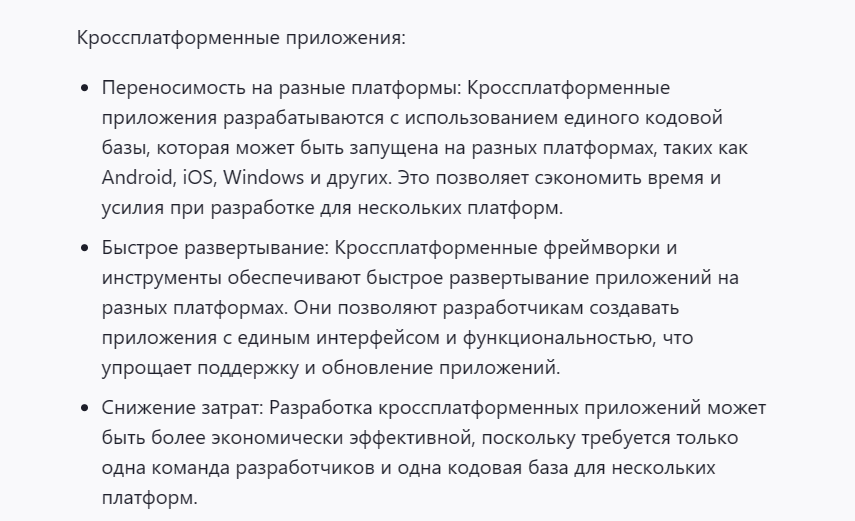 Кроссплатформенные приложения:
• Переносимость на разные платформы: Кроссплатформенные
приложения разрабатываются с использованием единого кодовой
базы, которая может быть запущена на разных платформах, таких как
Android, iOS, Windows и других. Это позволяет сэкономить время и
усилия при разработке для нескольких платформ.
• Быстрое развертывание: Кроссплатформенные фреймворки и
инструменты обеспечивают быстрое развертывание приложений на
разных платформах. Они позволяют разработчикам создавать
приложения с единым интерфейсом и функциональностью, что
упрощает поддержку и обновление приложений.
• Снижение затрат: Разработка кроссплатформенных приложений может
быть более экономически эффективной, поскольку требуется только
одна команда разработчиков и одна кодовая база для нескольких
платформ.